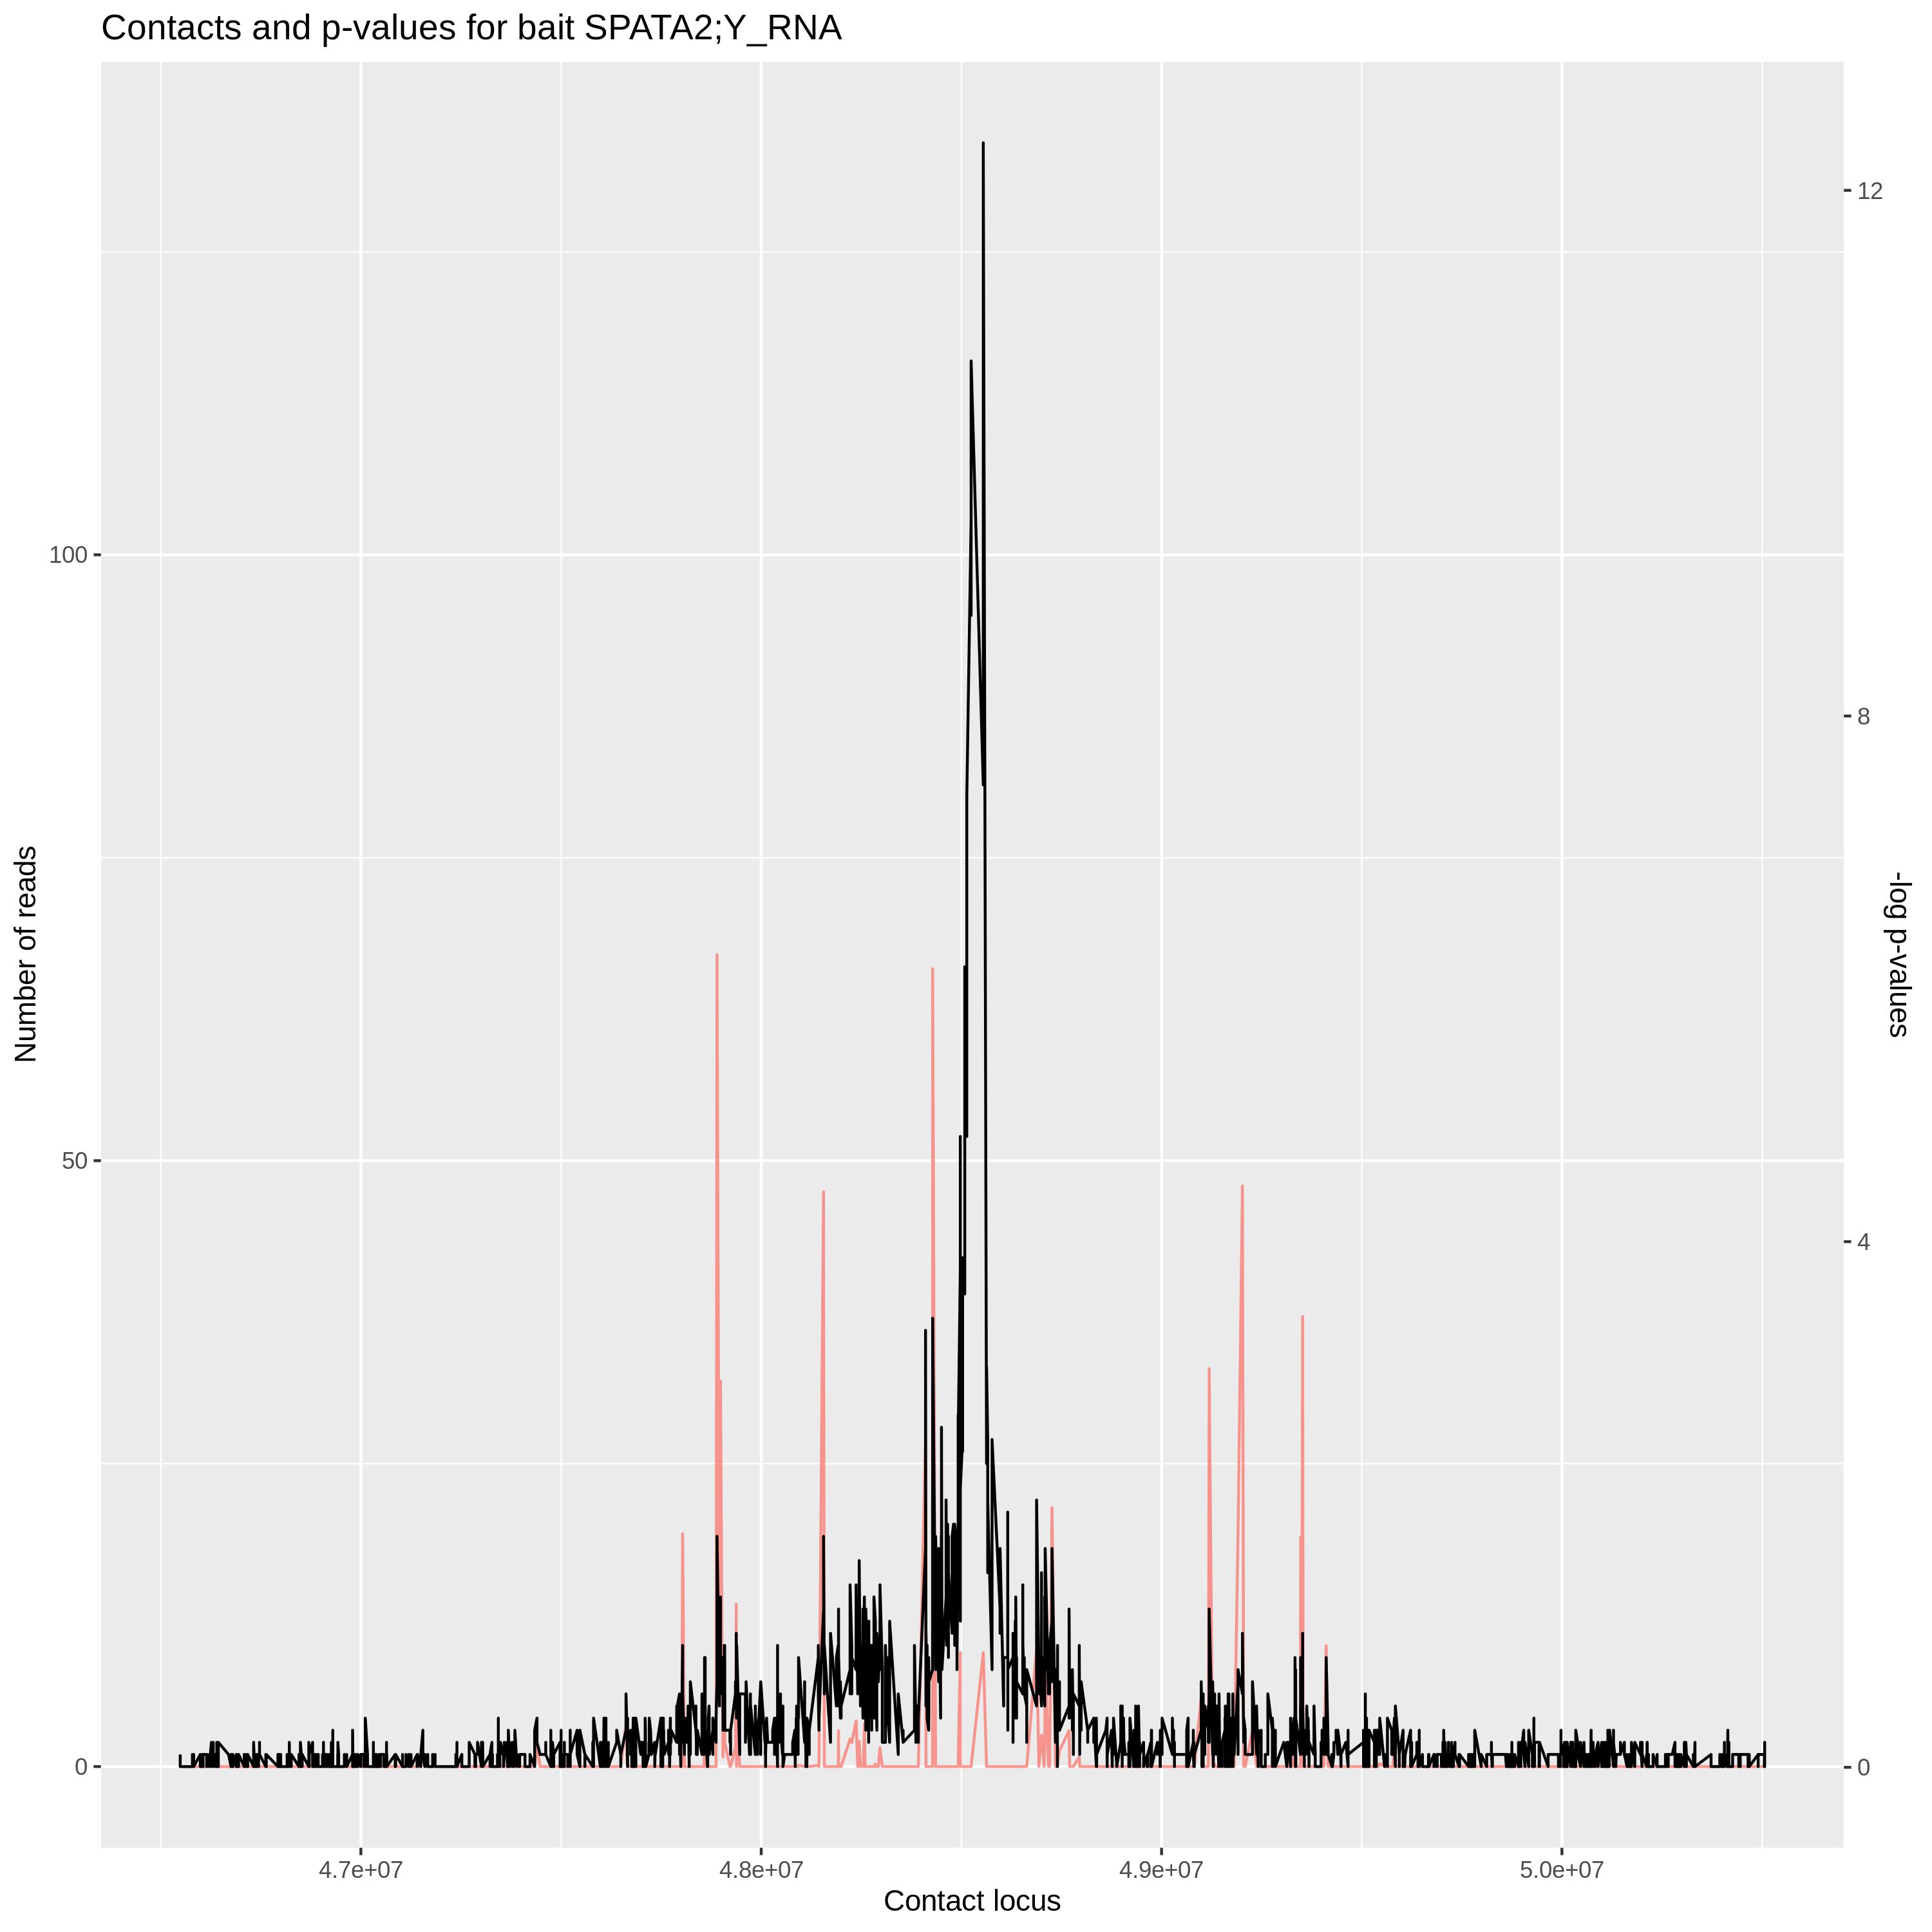 Contacts and p-values for bait SPATA2;Y_RNA
12
100
8
Number of reads
-log p-values
50
4
0
0
4.7e+07 4.8e+07 4.9e+07 5.0e+07
Contact locus